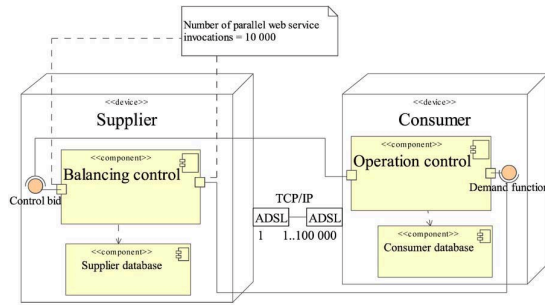 Number of parallel web service
invocations = 10 000
<<device>>
Supplier
<<device>>
Consumer
<<component>>
Balancing control
<<component>>
Operation control
Control bid
Demand function
TCP/IP
ADSL
ADSL
1
1..100 000
<<component>>
Supplier database
<<component>>
Consumer database